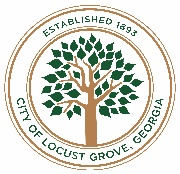 ESTABLISHED 1893
CITY OF LOCUST GROVE, GEORGIA